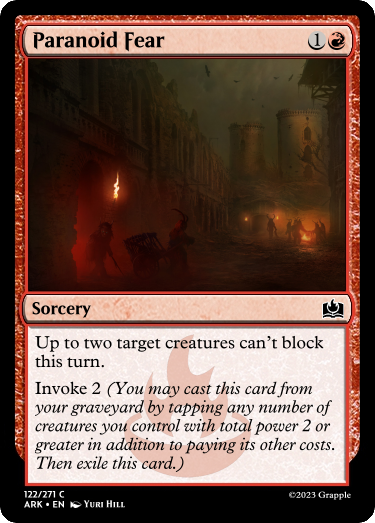 Paranoid Fear 1
Sorcery
Up to two target creatures can't block
this turn.
Invoke 2 (You may cast this card from
your graveyard by tapping any number of
creatures you control with total power 2 or
greater in addition to paying its other costs.
Then exile this card.)
122/271 C
ARK • EN Yuri Hill
©2023 Grapple